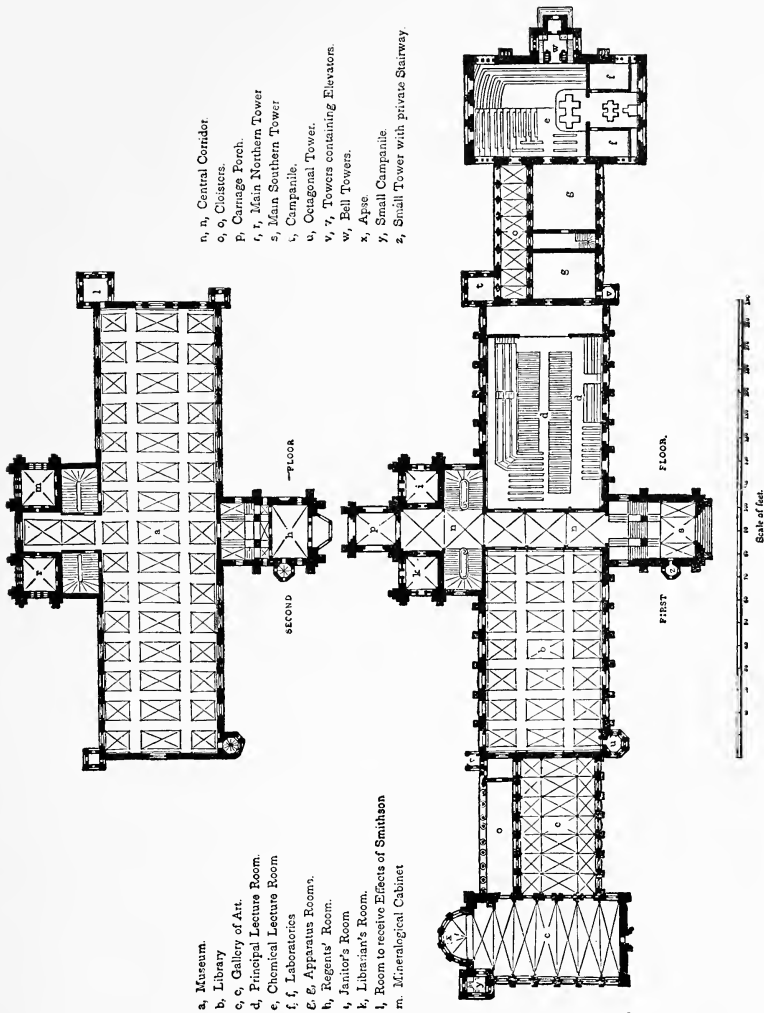 a, Museum.
b, Library
c, c, Gallery of Art.
d, Principal Lecture Room.
e, Chemical Lecture Room
f, f, Laboratories
g, g, Apparatus Rooms.
h, Regents' Room.
i, Janitor's Room
k, Librarian's Room.
l, Room to receive Effects of Smithson
m. Mineralogical Cabinet
n, n, Central Corridor.
o, o, Cloisters.
p, Carriage Porch.
r, r, Main Northern Tower
s, Main Southern Tower
t, Campanile.
u, Octagonal Tower.
v, v, Towers containing Elevators.
w, Bell Towers.
x, Apse.
y, Small Campanile.
z, Small Tower with private Stairway.
SECOND —FLOOR
l
m
r
a
h
FIRST FLOOR.
w
f
e
f
g
g
o
t
v
d
d
i
p
n
n
k
s
z
b
u
o
c
x
c
y
Scale of feet.